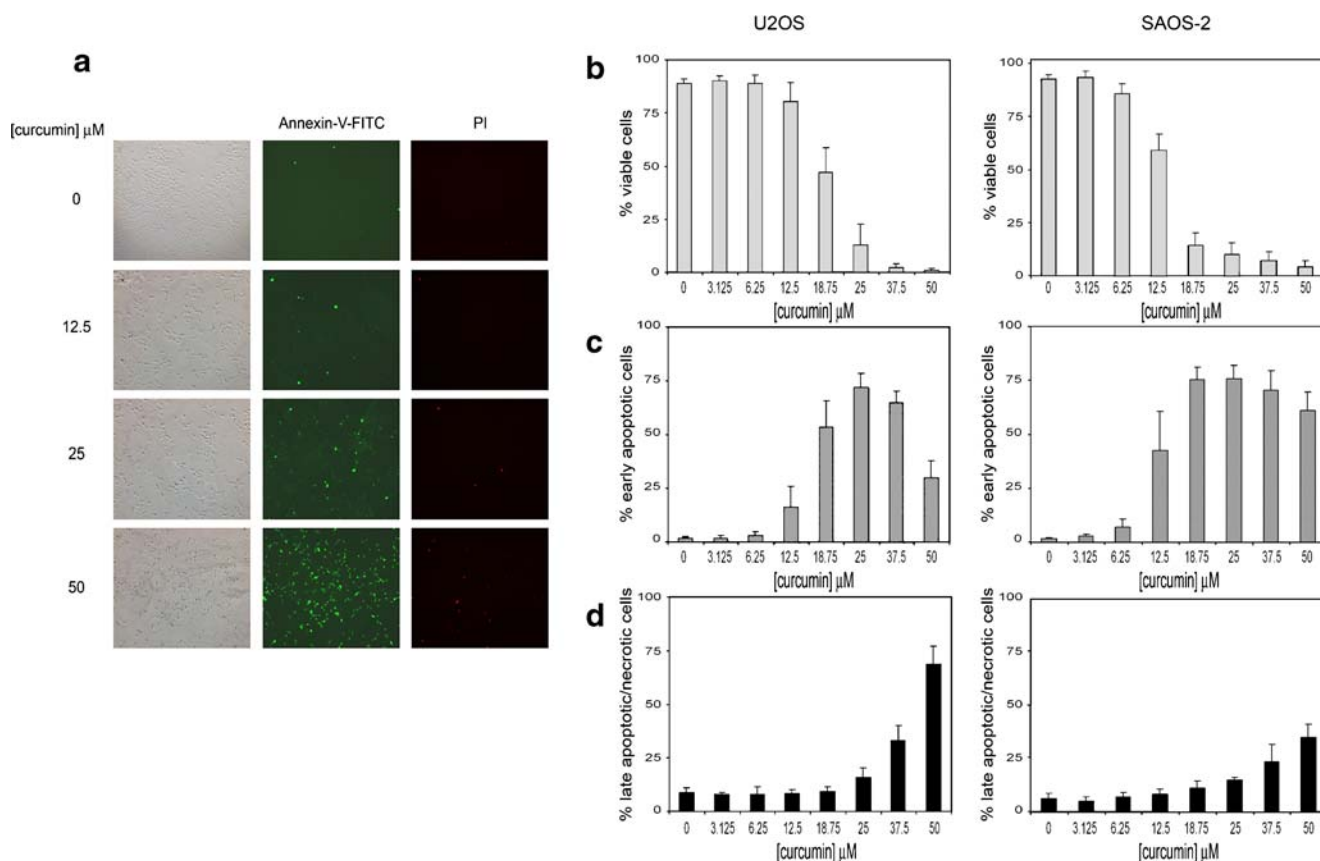 U2OS
SAOS-2
a
[curcumin] μM
Annexin-V-FITC
PI
0
12.5
25
50
b
% viable cells
100
75
50
25
0
0 3.125 6.25 12.5 18.75 25 37.5 50
[curcumin] μM
% viable cells
100
75
50
25
0
0 3.125 6.25 12.5 18.75 25 37.5 50
[curcumin] μM
c
% early apoptotic cells
100
75
50
25
0
0 3.125 6.25 12.5 18.75 25 37.5 50
[curcumin] μM
% early apoptotic cells
100
75
50
25
0
0 3.125 6.25 12.5 18.75 25 37.5 50
[curcumin] μM
d
% late apoptotic/necrotic cells
100
75
50
25
0
0 3.125 6.25 12.5 18.75 25 37.5 50
[curcumin] μM
% late apoptotic/necrotic cells
100
75
50
25
0
0 3.125 6.25 12.5 18.75 25 37.5 50
[curcumin] μM